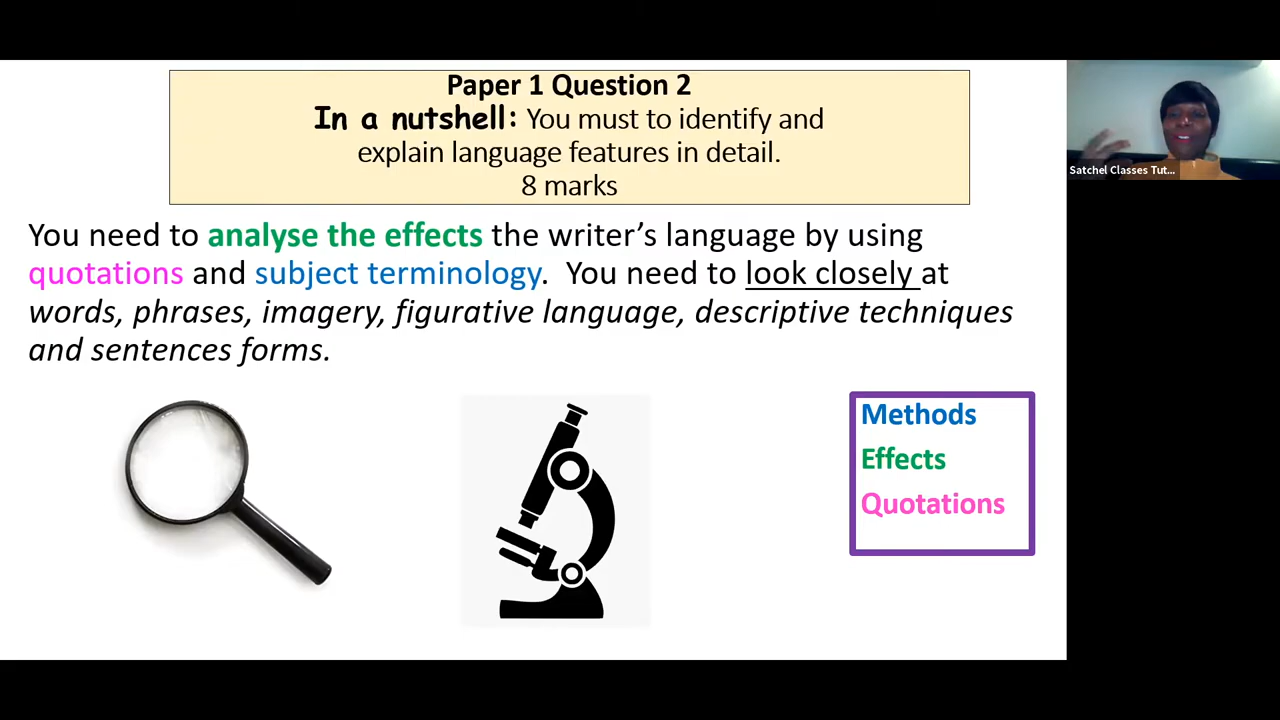 Paper 1 Question 2
In a nutshell: You must to identify and
explain language features in detail.
8 marks
You need to analyse the effects the writer's language by using
quotations and subject terminology. You need to look closely at
words, phrases, imagery, figurative language, descriptive techniques
and sentences forms.
Methods
Effects
Quotations
Satchel Classes Tut...